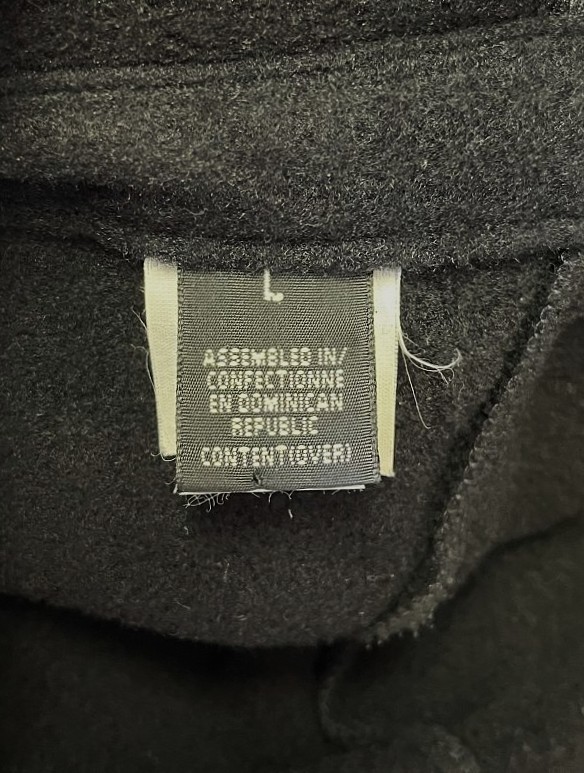 L
ASSEMBLED IN/
CONFECTIONNE
EN DOMINICAN
REPUBLIC
CONTENT(OVER)